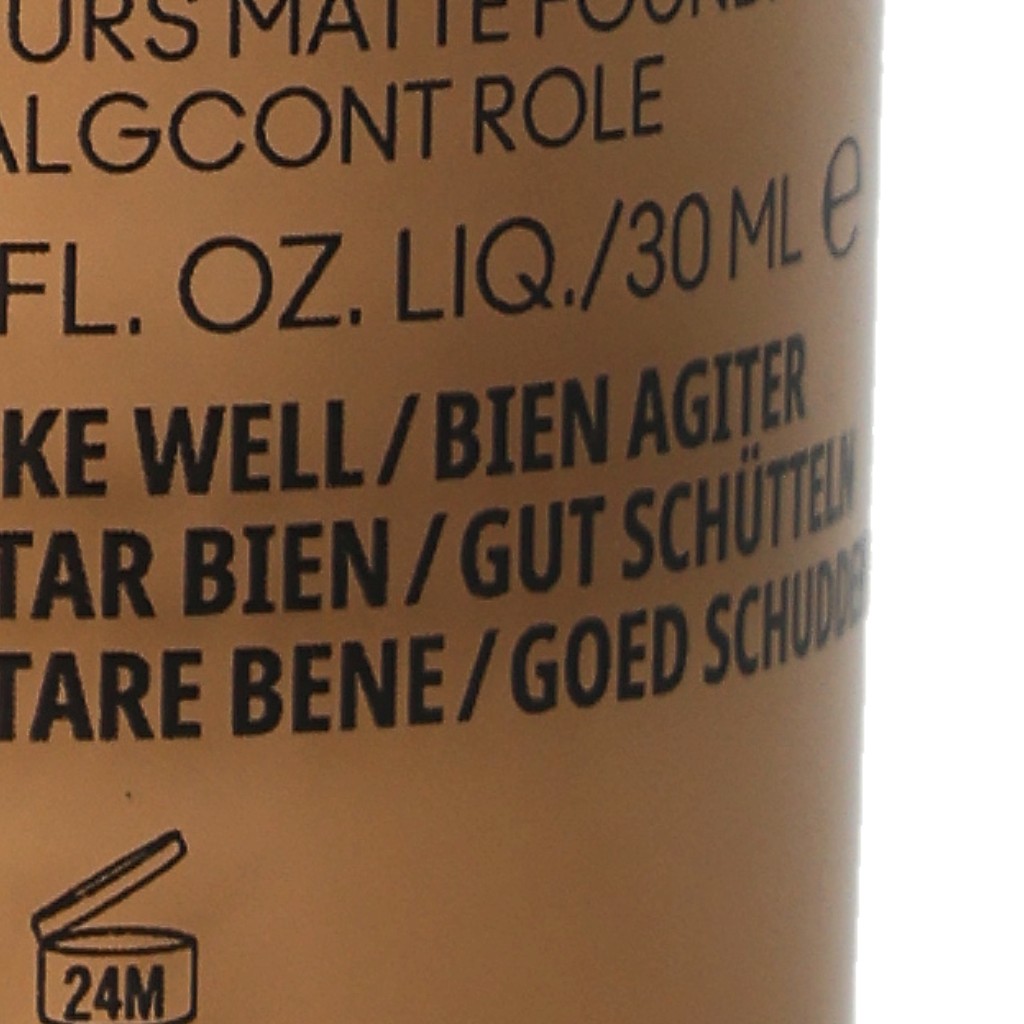 URS MATTE FOUND
ALGCONT ROLE
FL. OZ. LIQ./30 ML e
KE WELL / BIEN AGITER
TAR BIEN / GUT SCHÜTTELN
TARE BENE / GOED SCHUDDEN
24M